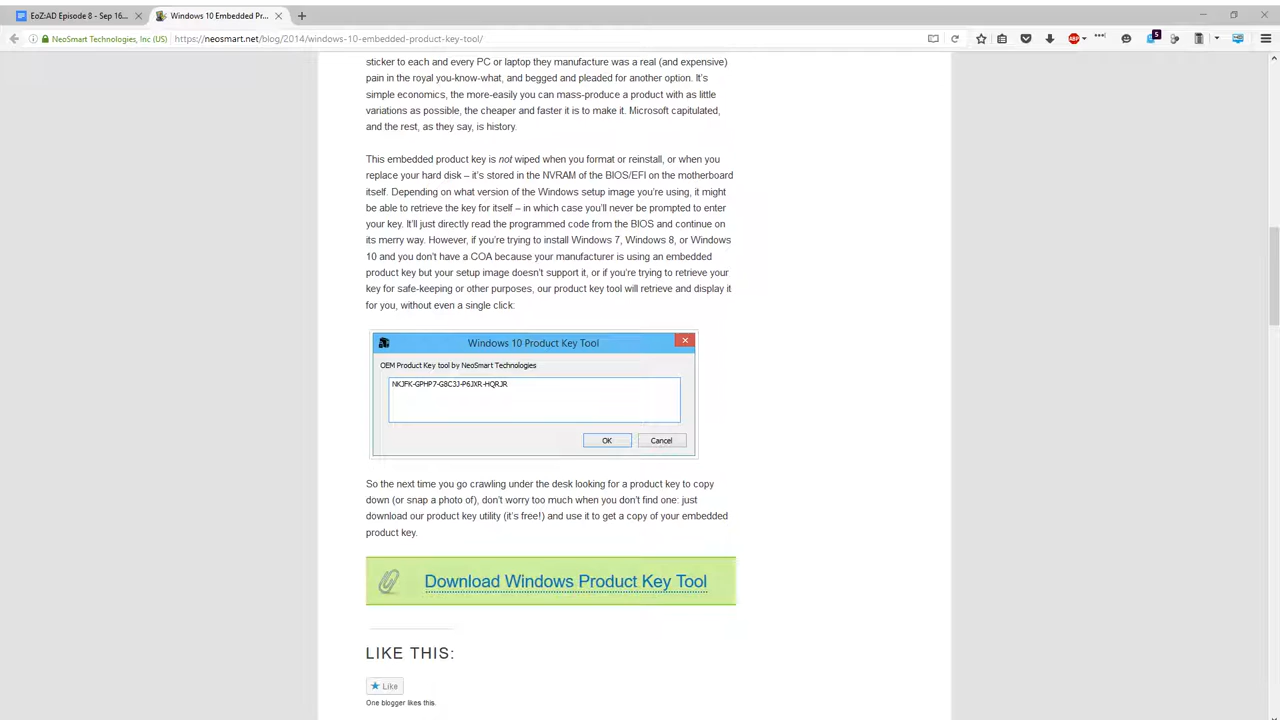 EoZ:AD Episode 8 - Sep 16...
Windows 10 Embedded Pr...
NeoSmart Technologies, Inc (US)
https://neosmart.net/blog/2014/windows-10-embedded-product-key-tool/
ABP
5
sticker to each and every PC or laptop they manufacture was a real (and expensive)
pain in the royal you-know-what, and begged and pleaded for another option. It's
simple economics, the more-easily you can mass-produce a product with as little
variations as possible, the cheaper and faster it is to make it. Microsoft capitulated,
and the rest, as they say, is history.
This embedded product key is not wiped when you format or reinstall, or when you
replace your hard disk – it's stored in the NVRAM of the BIOS/EFI on the motherboard
itself. Depending on what version of the Windows setup image you're using, it might
be able to retrieve the key for itself – in which case you'll never be prompted to enter
your key. It'll just directly read the programmed code from the BIOS and continue on
its merry way. However, if you're trying to install Windows 7, Windows 8, or Windows
10 and you don't have a COA because your manufacturer is using an embedded
product key but your setup image doesn't support it, or if you're trying to retrieve your
key for safe-keeping or other purposes, our product key tool will retrieve and display it
for you, without even a single click:
Windows 10 Product Key Tool
OEM Product Key tool by NeoSmart Technologies
NKJFK-GPHP7-G8C3J-P6JXR-HQRJR
OK Cancel
So the next time you go crawling under the desk looking for a product key to copy
down (or snap a photo of), don't worry too much when you don't find one: just
download our product key utility (it's free!) and use it to get a copy of your embedded
product key.
Download Windows Product Key Tool
LIKE THIS:
Like
One blogger likes this.